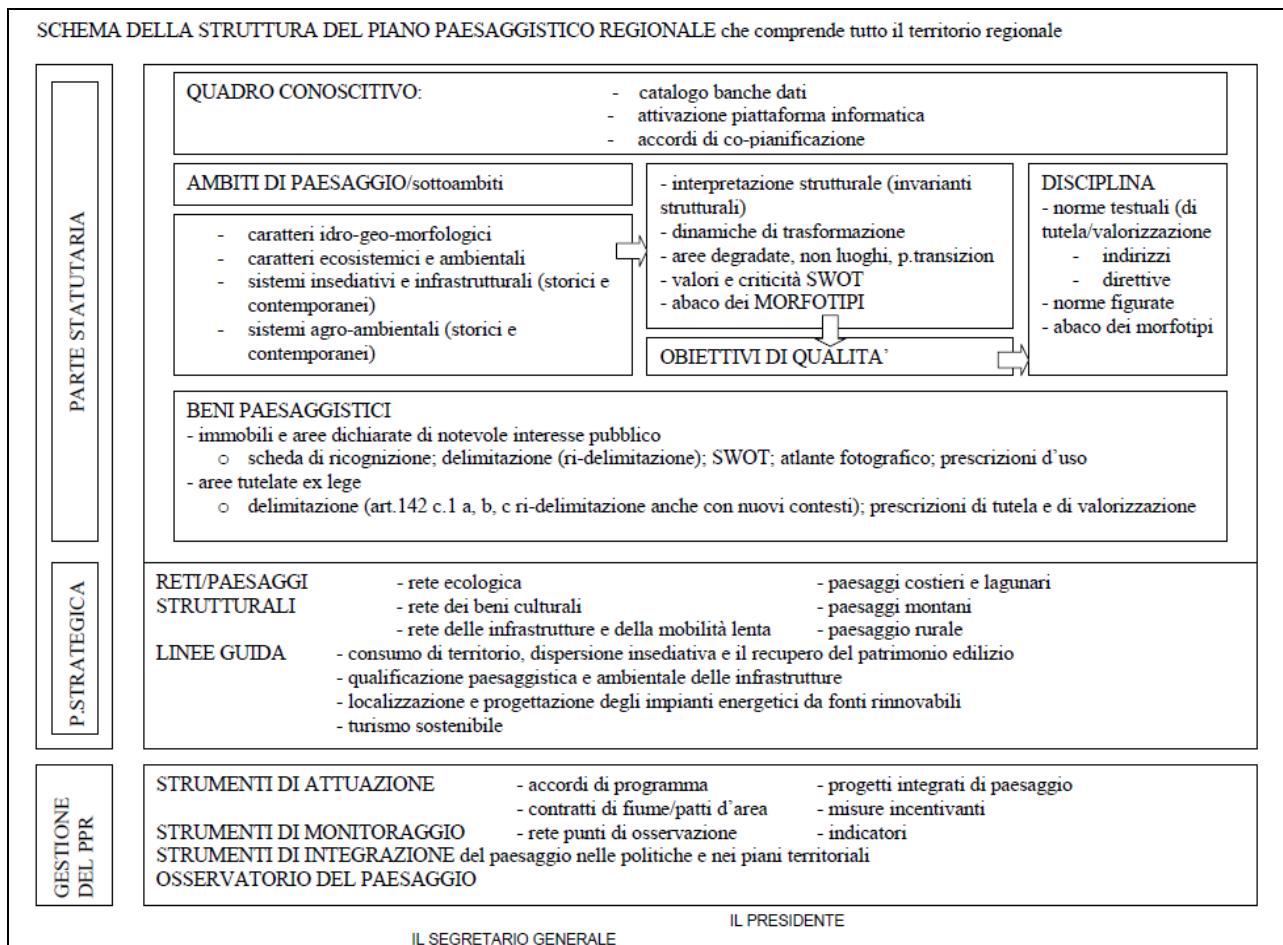 SCHEMA DELLA STRUTTURA DEL PIANO PAESAGGISTICO REGIONALE che comprende tutto il territorio regionale
PARTE STATUTARIA
QUADRO CONOSCITIVO:
- catalogo banche dati
- attivazione piattaforma informatica
- accordi di co-pianificazione
AMBITI DI PAESAGGIO/sottoambiti
- caratteri idro-geo-morfologici
- caratteri ecosistemici e ambientali
- sistemi insediativi e infrastrutturali (storici e
contemporanei)
- sistemi agro-ambientali (storici e
contemporanei)
- interpretazione strutturale (invarianti
strutturali)
- dinamiche di trasformazione
- aree degradate, non luoghi, p.transizion
- valori e criticità SWOT
- abaco dei MORFOTIPI
OBIETTIVI DI QUALITA’
DISCIPLINA
- norme testuali (di
tutela/valorizzazione
- indirizzi
- direttive
- norme figurate
- abaco dei morfotipi
BENI PAESAGGISTICI
- immobili e aree dichiarate di notevole interesse pubblico
o scheda di ricognizione; delimitazione (ri-delimitazione); SWOT; atlante fotografico; prescrizioni d’uso
- aree tutelate ex lege
o delimitazione (art.142 c.1 a, b, c ri-delimitazione anche con nuovi contesti); prescrizioni di tutela e di valorizzazione
P.STRATEGICA
RETI/PAESAGGI - rete ecologica - paesaggi costieri e lagunari
STRUTTURALI - rete dei beni culturali - paesaggi montani
- rete delle infrastrutture e della mobilità lenta - paesaggio rurale
LINEE GUIDA - consumo di territorio, dispersione insediativa e il recupero del patrimonio edilizio
- qualificazione paesaggistica e ambientale delle infrastrutture
- localizzazione e progettazione degli impianti energetici da fonti rinnovabili
- turismo sostenibile
GESTIONE
DEL PPR
STRUMENTI DI ATTUAZIONE - accordi di programma - progetti integrati di paesaggio
- contratti di fiume/patti d’area - misure incentivanti
STRUMENTI DI MONITORAGGIO - rete punti di osservazione - indicatori
STRUMENTI DI INTEGRAZIONE del paesaggio nelle politiche e nei piani territoriali
OSSERVATORIO DEL PAESAGGIO
IL PRESIDENTE
IL SEGRETARIO GENERALE